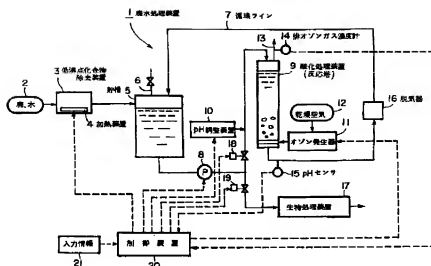 1 廃水処理装置
7 循環ライン
14 排オゾンガス濃度計
13
3 低沸点化合物
除去装置
6
9 酸化処理装置
(反応塔)
2
貯槽 5
廃水
10
pH調整装置
12
乾燥空気
16 脱気器
4 加熱装置
18
11
オゾン発生器
8
P
19
15 pHセンサ
17
生物処理装置
入力情報
21
制御装置
20